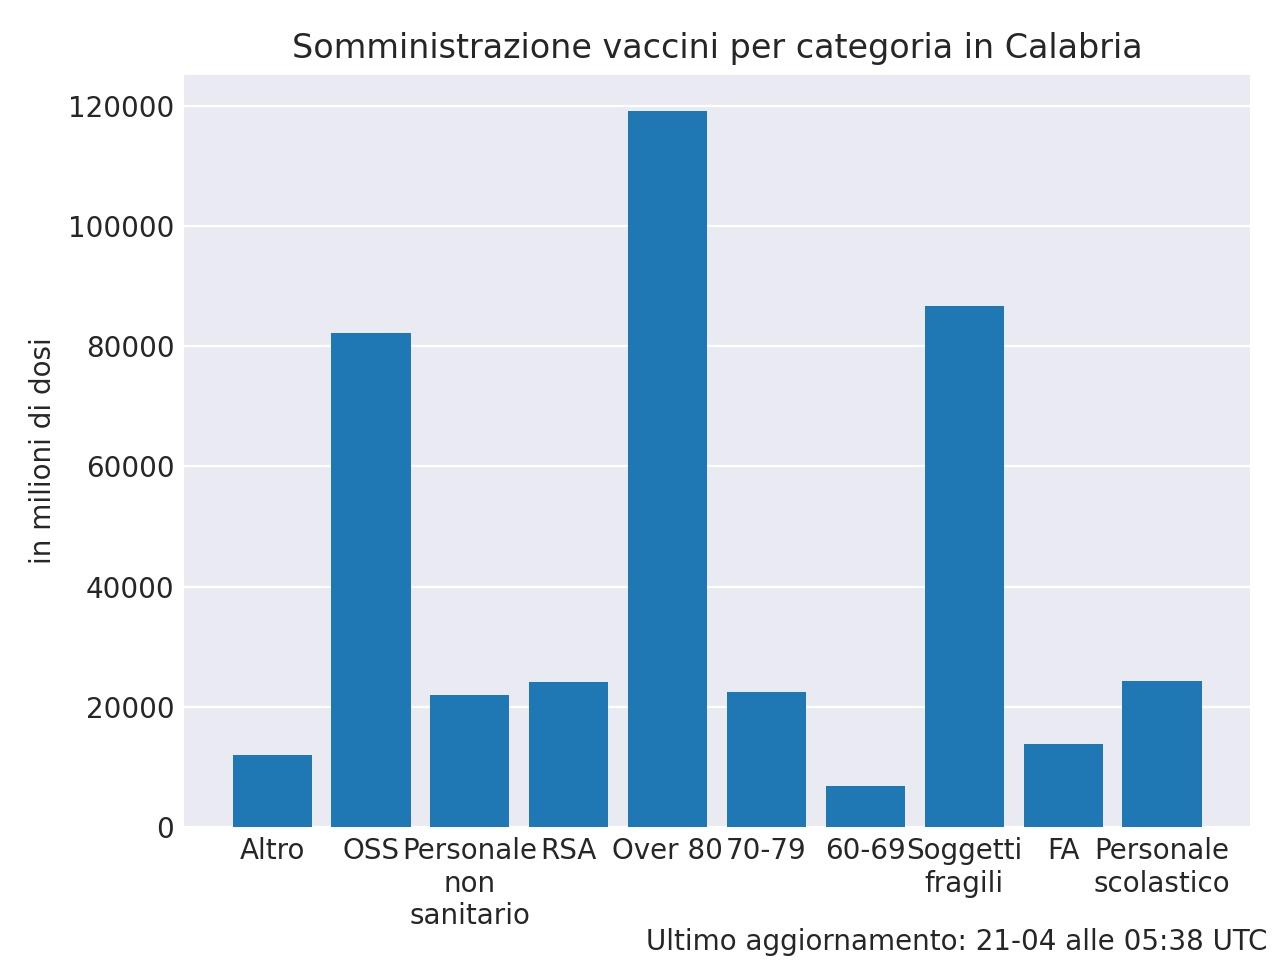 Somministrazione vaccini per categoria in Calabria
120000
100000
80000
60000
40000
20000
0
in milioni di dosi
Altro
OSS
Personale
non
sanitario
RSA
Over 80
70-79
60-69
Soggetti
fragili
FA
Personale
scolastico
Ultimo aggiornamento: 21-04 alle 05:38 UTC